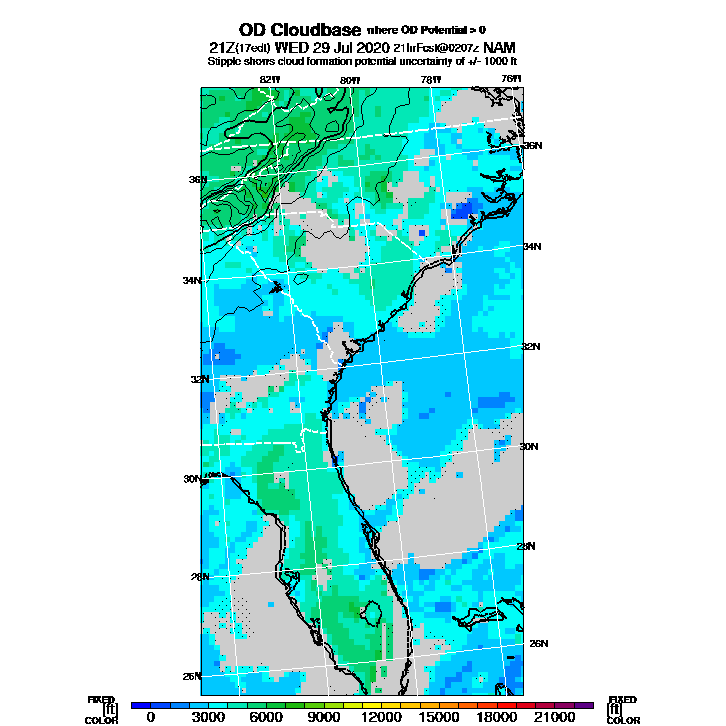 OD Cloudbase where OD Potential > 0
21Z(17edt) WED 29 Jul 2020 21hrFcst@0207z NAM
Stipple shows cloud formation potential uncertainty of +/- 1000 ft
82W 80W 78W 76W
36N 36N
34N 34N
32N 32N
30N 30N
28N 28N
26N 26N
FIXED FIXED
[ft] 0 3000 6000 9000 12000 15000 18000 21000 [ft]
COLOR COLOR